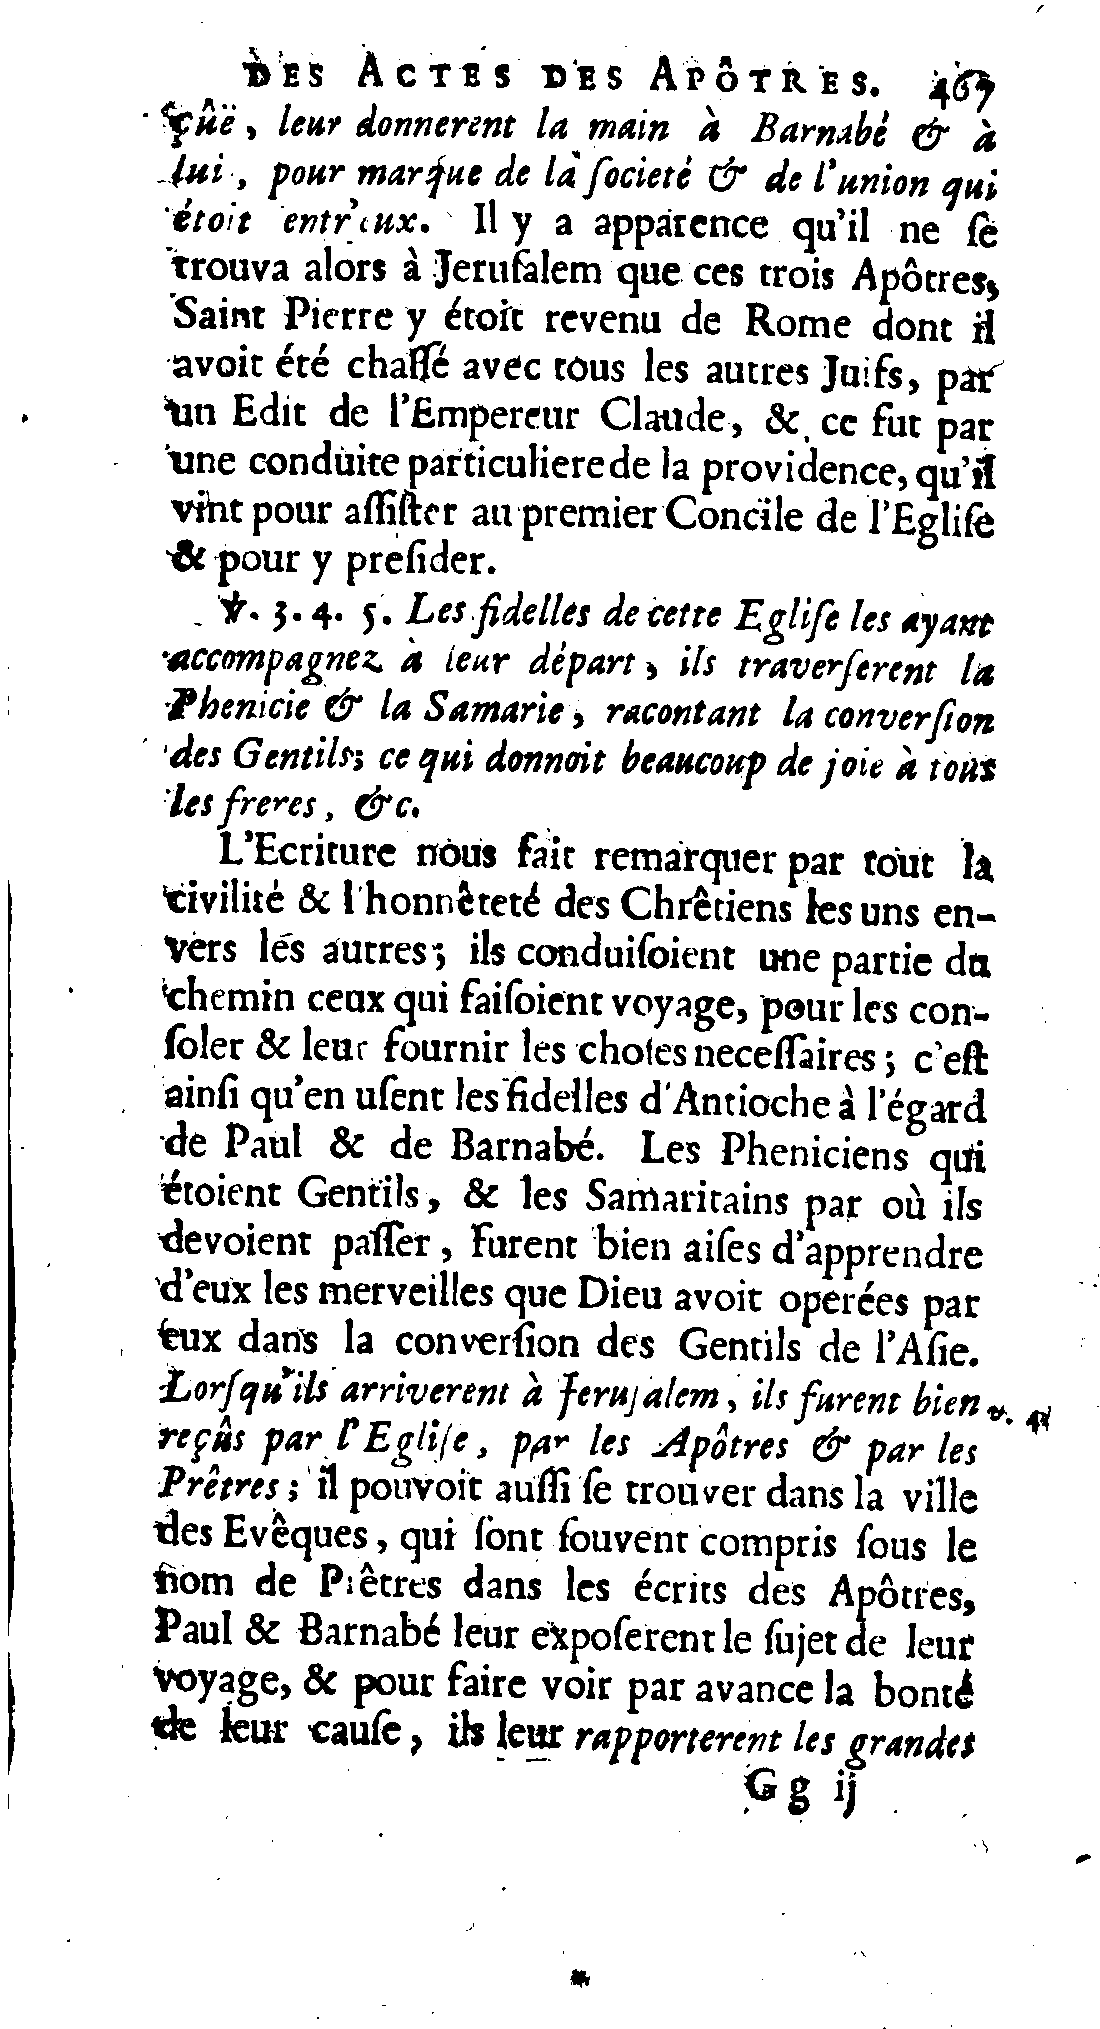 DES ACTES DES APÔTRES. 467
çûë, leur donnerent la main à Barnabé & à
lui, pour marque de la ſocieté & de l'union qui
étoit entr'eux. Il y a apparence qu'il ne ſe
trouva alors à Jeruſalem que ces trois Apôtres,
Saint Pierre y étoit revenu de Rome dont il
avoit été chaſſé avec tous les autres Juifs, par
un Edit de l'Empereur Claude, & ce fut par
une conduite particuliere de la providence, qu'il
vint pour aſſiſter au premier Concile de l'Egliſe
& pour y preſider.
℣. 3. 4. 5. Les fidelles de cette Egliſe les ayant
accompagnez à leur départ, ils traverſerent la
Phenicie & la Samarie, racontant la converſion
des Gentils; ce qui donnoit beaucoup de joie à tous
les freres, &c.
L'Ecriture nous fait remarquer par tout la
civilité & l'honnêteté des Chrêtiens les uns en-
vers les autres; ils conduiſoient une partie du
chemin ceux qui faiſoient voyage, pour les con-
ſoler & leur fournir les choſes neceſſaires; c'eſt
ainſi qu'en uſent les fidelles d'Antioche à l'égard
de Paul & de Barnabé. Les Pheniciens qui
étoient Gentils, & les Samaritains par où ils
devoient paſſer, furent bien aiſes d'apprendre
d'eux les merveilles que Dieu avoit operées par
eux dans la converſion des Gentils de l'Aſie.
Lorſqu'ils arriverent à Jeruſalem, ils furent bien ℣. 4.
reçûs par l'Egliſe, par les Apôtres & par les
Prêtres; il pouvoit auſſi ſe trouver dans la ville
des Evêques, qui ſont ſouvent compris ſous le
nom de Prêtres dans les écrits des Apôtres,
Paul & Barnabé leur expoſerent le ſujet de leur
voyage, & pour faire voir par avance la bonté
de leur cauſe, ils leur rapporterent les grandes
G g ij